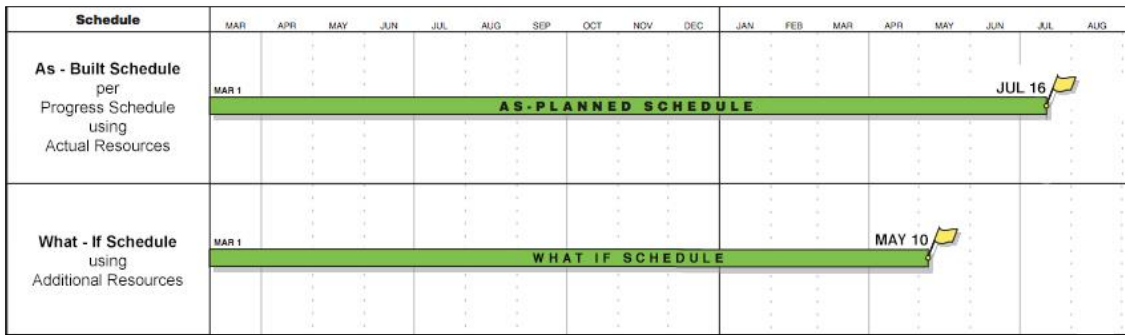 Schedule
MAR APR MAY JUN JUL AUG SEP OCT NOV DEC JAN FEB MAR APR MAY JUN JUL AUG
As - Built Schedule
per
Progress Schedule
using
Actual Resources
MAR 1
JUL 16
AS-PLANNED SCHEDULE
What - If Schedule
using
Additional Resources
MAR 1
MAY 10
WHAT IF SCHEDULE